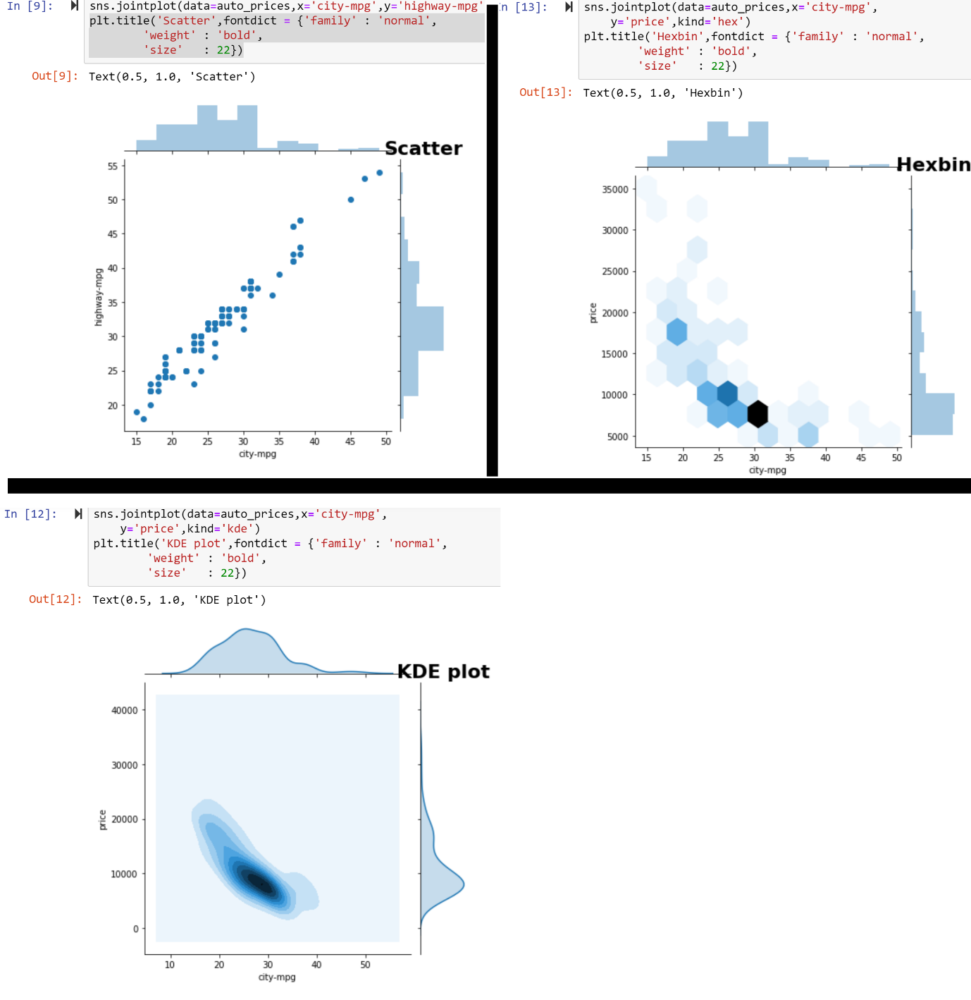 In [9]:
sns.jointplot(data=auto_prices,x='city-mpg',y='highway-mpg'
plt.title('Scatter',fontdict = {'family' : 'normal',
'weight' : 'bold',
'size'   : 22})
Out[9]: Text(0.5, 1.0, 'Scatter')
Scatter
55
50
45
40
35
30
25
20
highway-mpg
15 20 25 30 35 40 45 50
city-mpg
In [13]:
sns.jointplot(data=auto_prices,x='city-mpg',
y='price',kind='hex')
plt.title('Hexbin',fontdict = {'family' : 'normal',
'weight' : 'bold',
'size'   : 22})
Out[13]: Text(0.5, 1.0, 'Hexbin')
Hexbin
35000
30000
25000
20000
15000
10000
5000
price
15 20 25 30 35 40 45 50
city-mpg
In [12]:
sns.jointplot(data=auto_prices,x='city-mpg',
y='price',kind='kde')
plt.title('KDE plot',fontdict = {'family' : 'normal',
'weight' : 'bold',
'size'   : 22})
Out[12]: Text(0.5, 1.0, 'KDE plot')
KDE plot
40000
30000
20000
10000
0
price
10 20 30 40 50
city-mpg